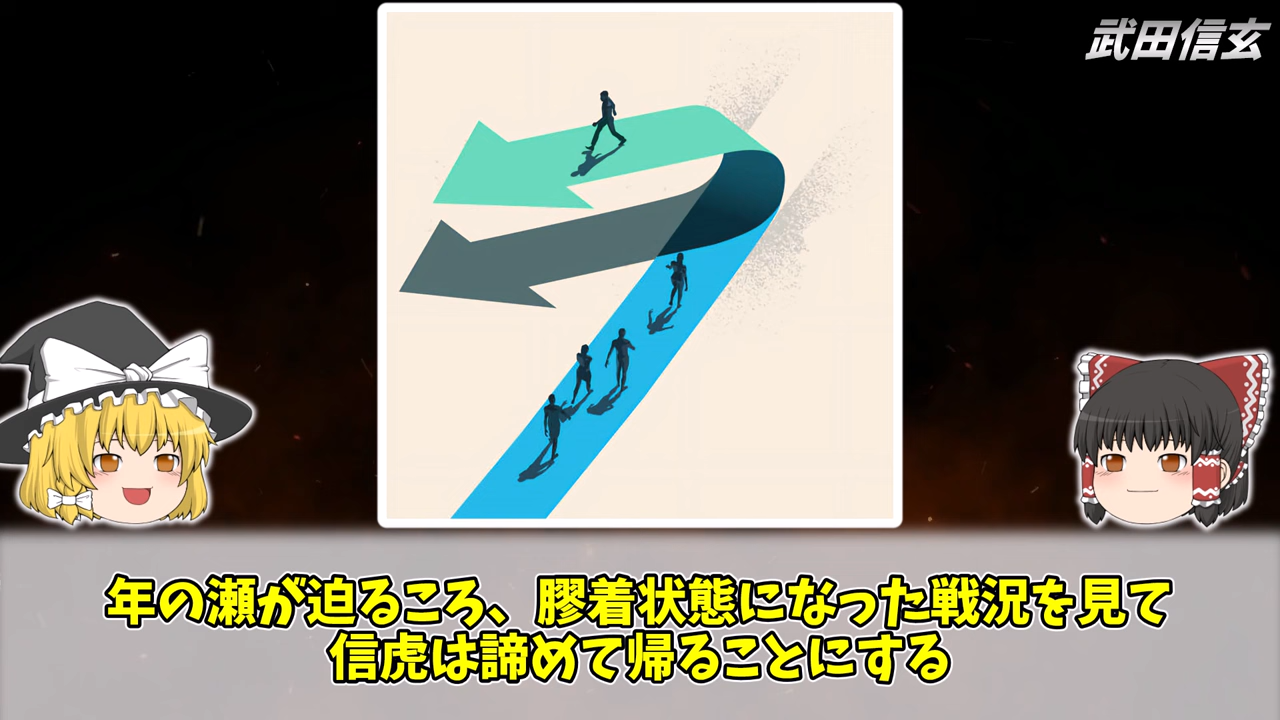 武田信玄
年の瀬が迫るころ、膠着状態になった戦況を見て
信虎は諦めて帰ることにする